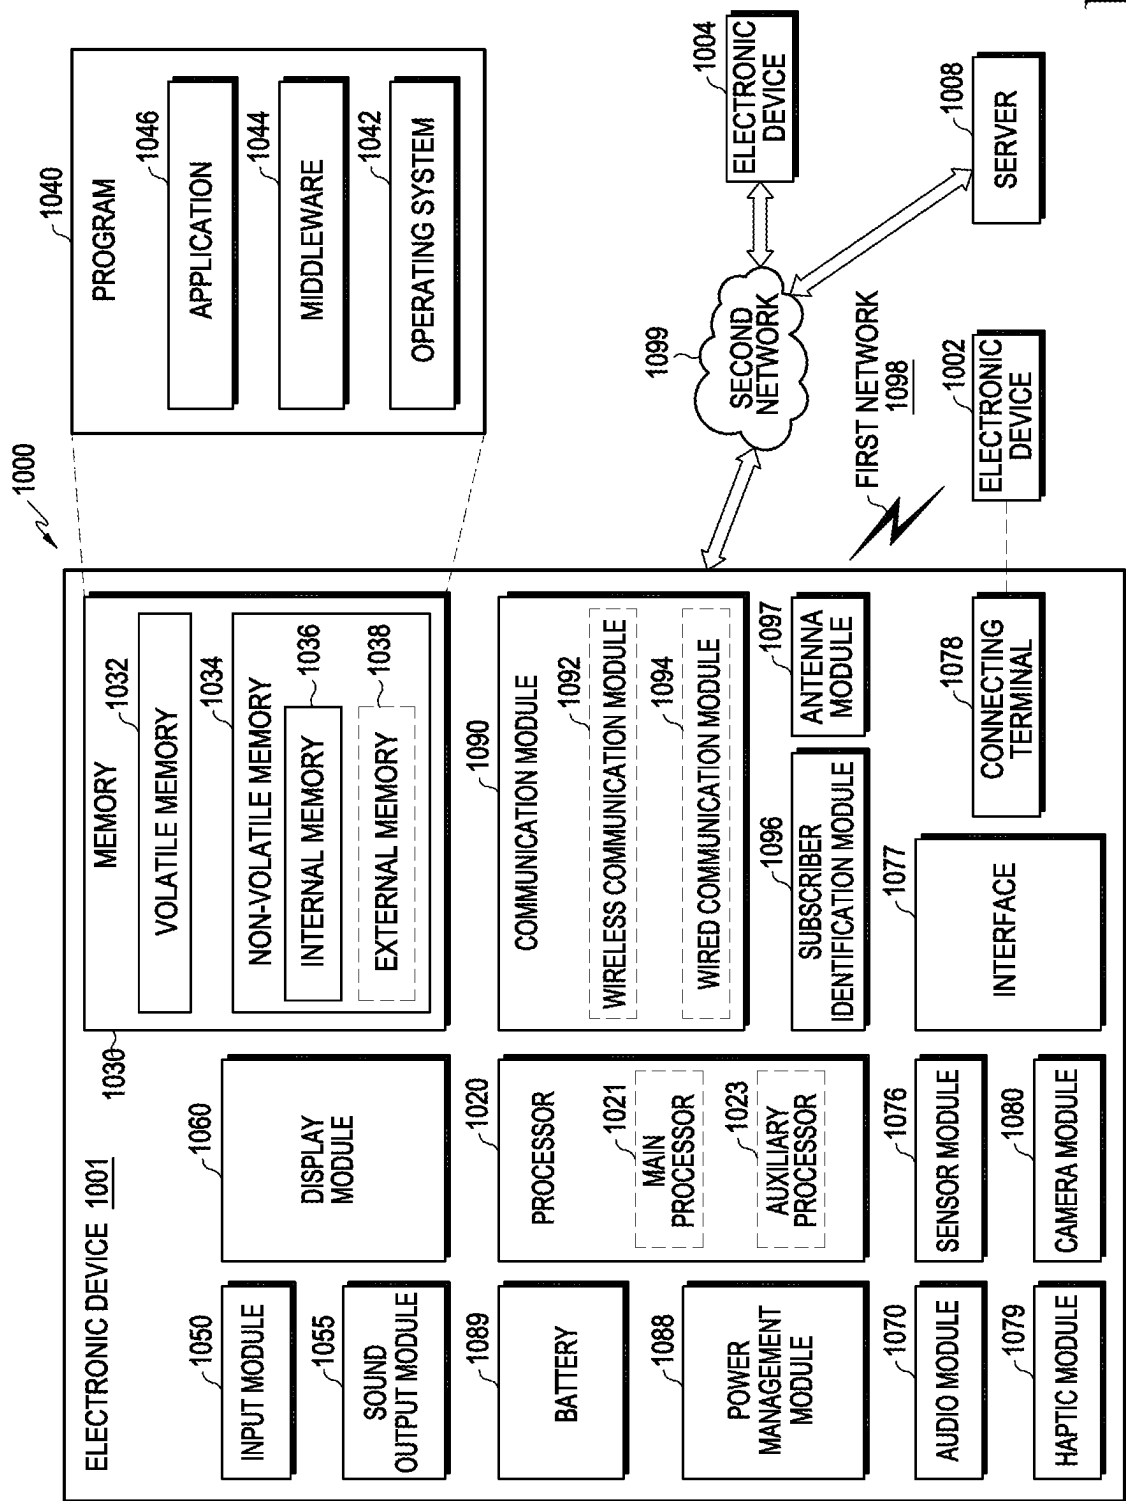 1000
ELECTRONIC DEVICE 1001
1030
MEMORY
1032
VOLATILE MEMORY
1034
NON-VOLATILE MEMORY
1036
INTERNAL MEMORY
1038
EXTERNAL MEMORY
1040
PROGRAM
1046
APPLICATION
1044
MIDDLEWARE
1042
OPERATING SYSTEM
1050
INPUT MODULE
1055
SOUND
OUTPUT MODULE
1060
DISPLAY
MODULE
1089
BATTERY
1088
POWER
MANAGEMENT
MODULE
1020
PROCESSOR
1021
MAIN
PROCESSOR
1023
AUXILIARY
PROCESSOR
1090
COMMUNICATION MODULE
1092
WIRELESS COMMUNICATION MODULE
1094
WIRED COMMUNICATION MODULE
1096
SUBSCRIBER
IDENTIFICATION MODULE
1097
ANTENNA
MODULE
1070
AUDIO MODULE
1079
HAPTIC MODULE
1076
SENSOR MODULE
1080
CAMERA MODULE
1077
INTERFACE
1078
CONNECTING
TERMINAL
1099
SECOND
NETWORK
1004
ELECTRONIC
DEVICE
1008
SERVER
FIRST NETWORK
1098
1002
ELECTRONIC
DEVICE